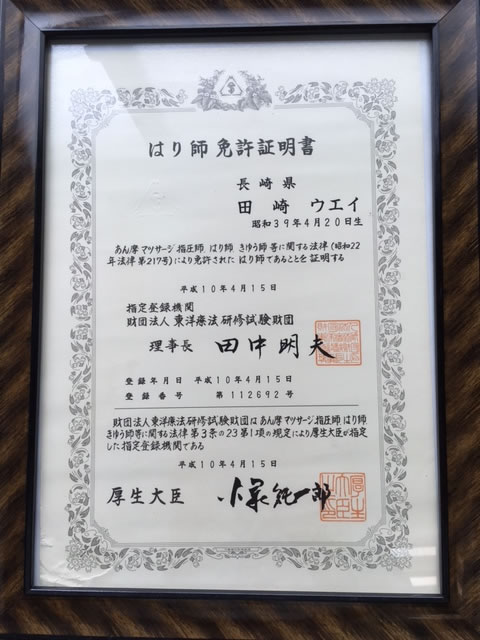 はり師免許証明書
長崎県
田崎 ウエイ
昭和39年4月20日生
あん摩マツサージ指圧師 はり師 きゆう師等に関する法律(昭和22
年法律第217号)により免許された はり師であることを証明する
平成10年4月15日
指定登録機関
財団法人東洋療法研修試験財団
理事長 田中明夫
登録年月日 平成10年4月15日
登録番号 第112692号
財団法人東洋療法研修試験財団はあん摩マツサージ指圧師 はり師
きゆう師等に関する法律第3条の23第1項の規定により厚生大臣が指定
した指定登録機関である
平成10年4月15日
厚生大臣 小泉純一郎